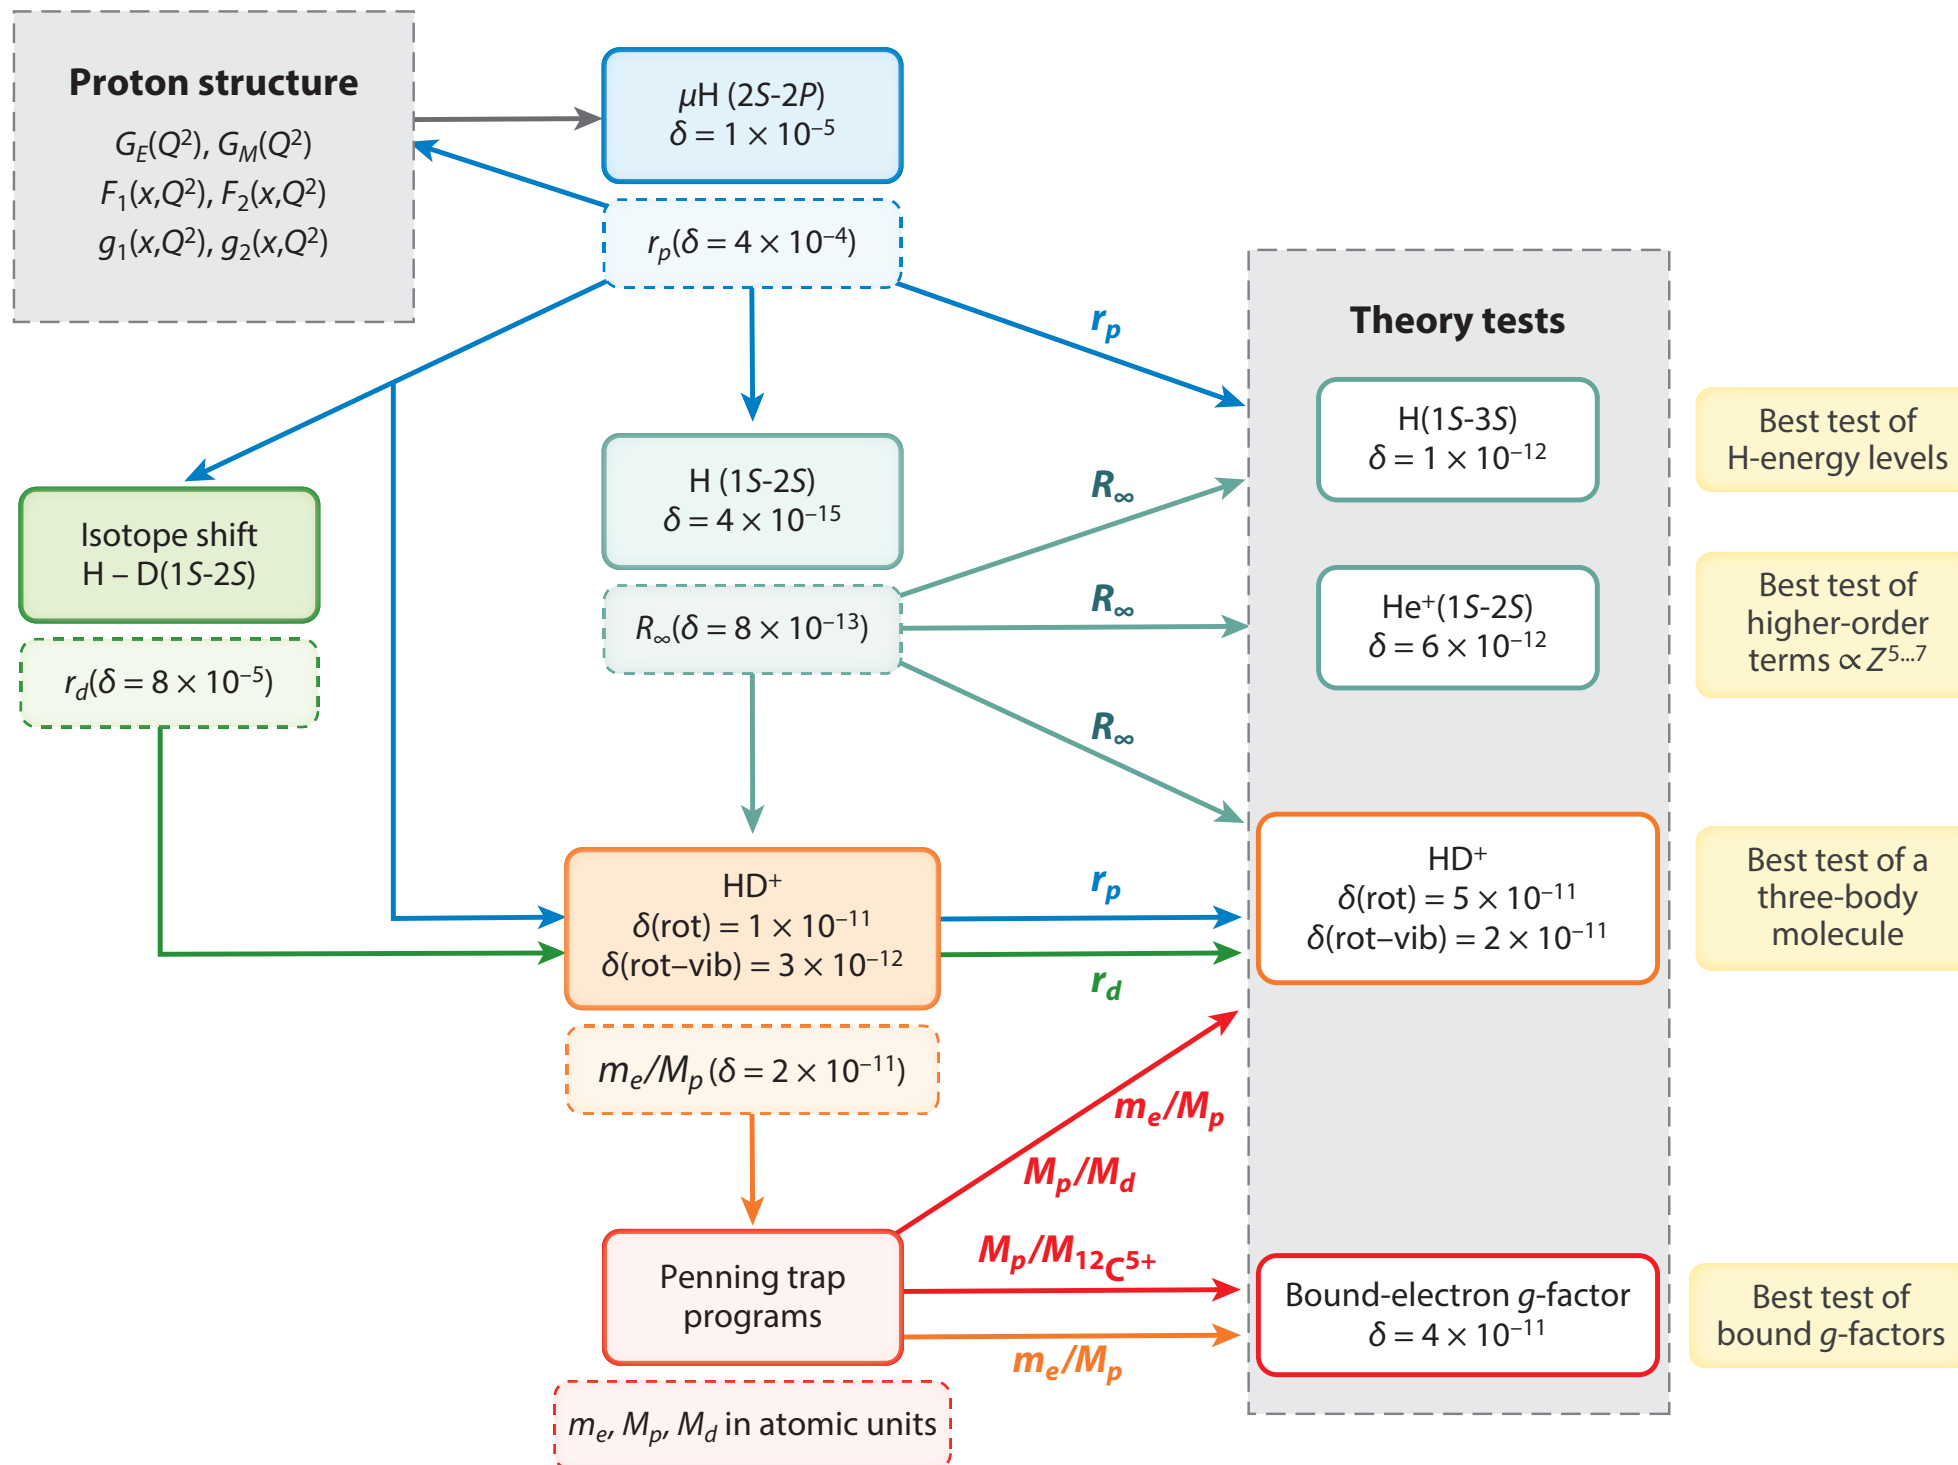 Proton structure
G_E(Q²), G_M(Q²)
F₁(x,Q²), F₂(x,Q²)
g₁(x,Q²), g₂(x,Q²)
μH (2S-2P)
δ = 1 × 10⁻⁵
r_p(δ = 4 × 10⁻⁴)
r_p
Theory tests
H(1S-3S)
δ = 1 × 10⁻¹²
Best test of
H-energy levels
H (1S-2S)
δ = 4 × 10⁻¹⁵
R∞
Isotope shift
H – D(1S-2S)
R∞(δ = 8 × 10⁻¹³)
R∞
He⁺(1S-2S)
δ = 6 × 10⁻¹²
Best test of
higher-order
terms ∝ Z⁵…⁷
r_d(δ = 8 × 10⁻⁵)
R∞
HD⁺
δ(rot) = 1 × 10⁻¹¹
δ(rot–vib) = 3 × 10⁻¹²
r_p
r_d
HD⁺
δ(rot) = 5 × 10⁻¹¹
δ(rot–vib) = 2 × 10⁻¹¹
Best test of a
three-body
molecule
m_e/M_p (δ = 2 × 10⁻¹¹)
m_e/M_p
M_p/M_d
Penning trap
programs
M_p/M_¹²C⁵⁺
m_e/M_p
Bound-electron g-factor
δ = 4 × 10⁻¹¹
Best test of
bound g-factors
m_e, M_p, M_d in atomic units